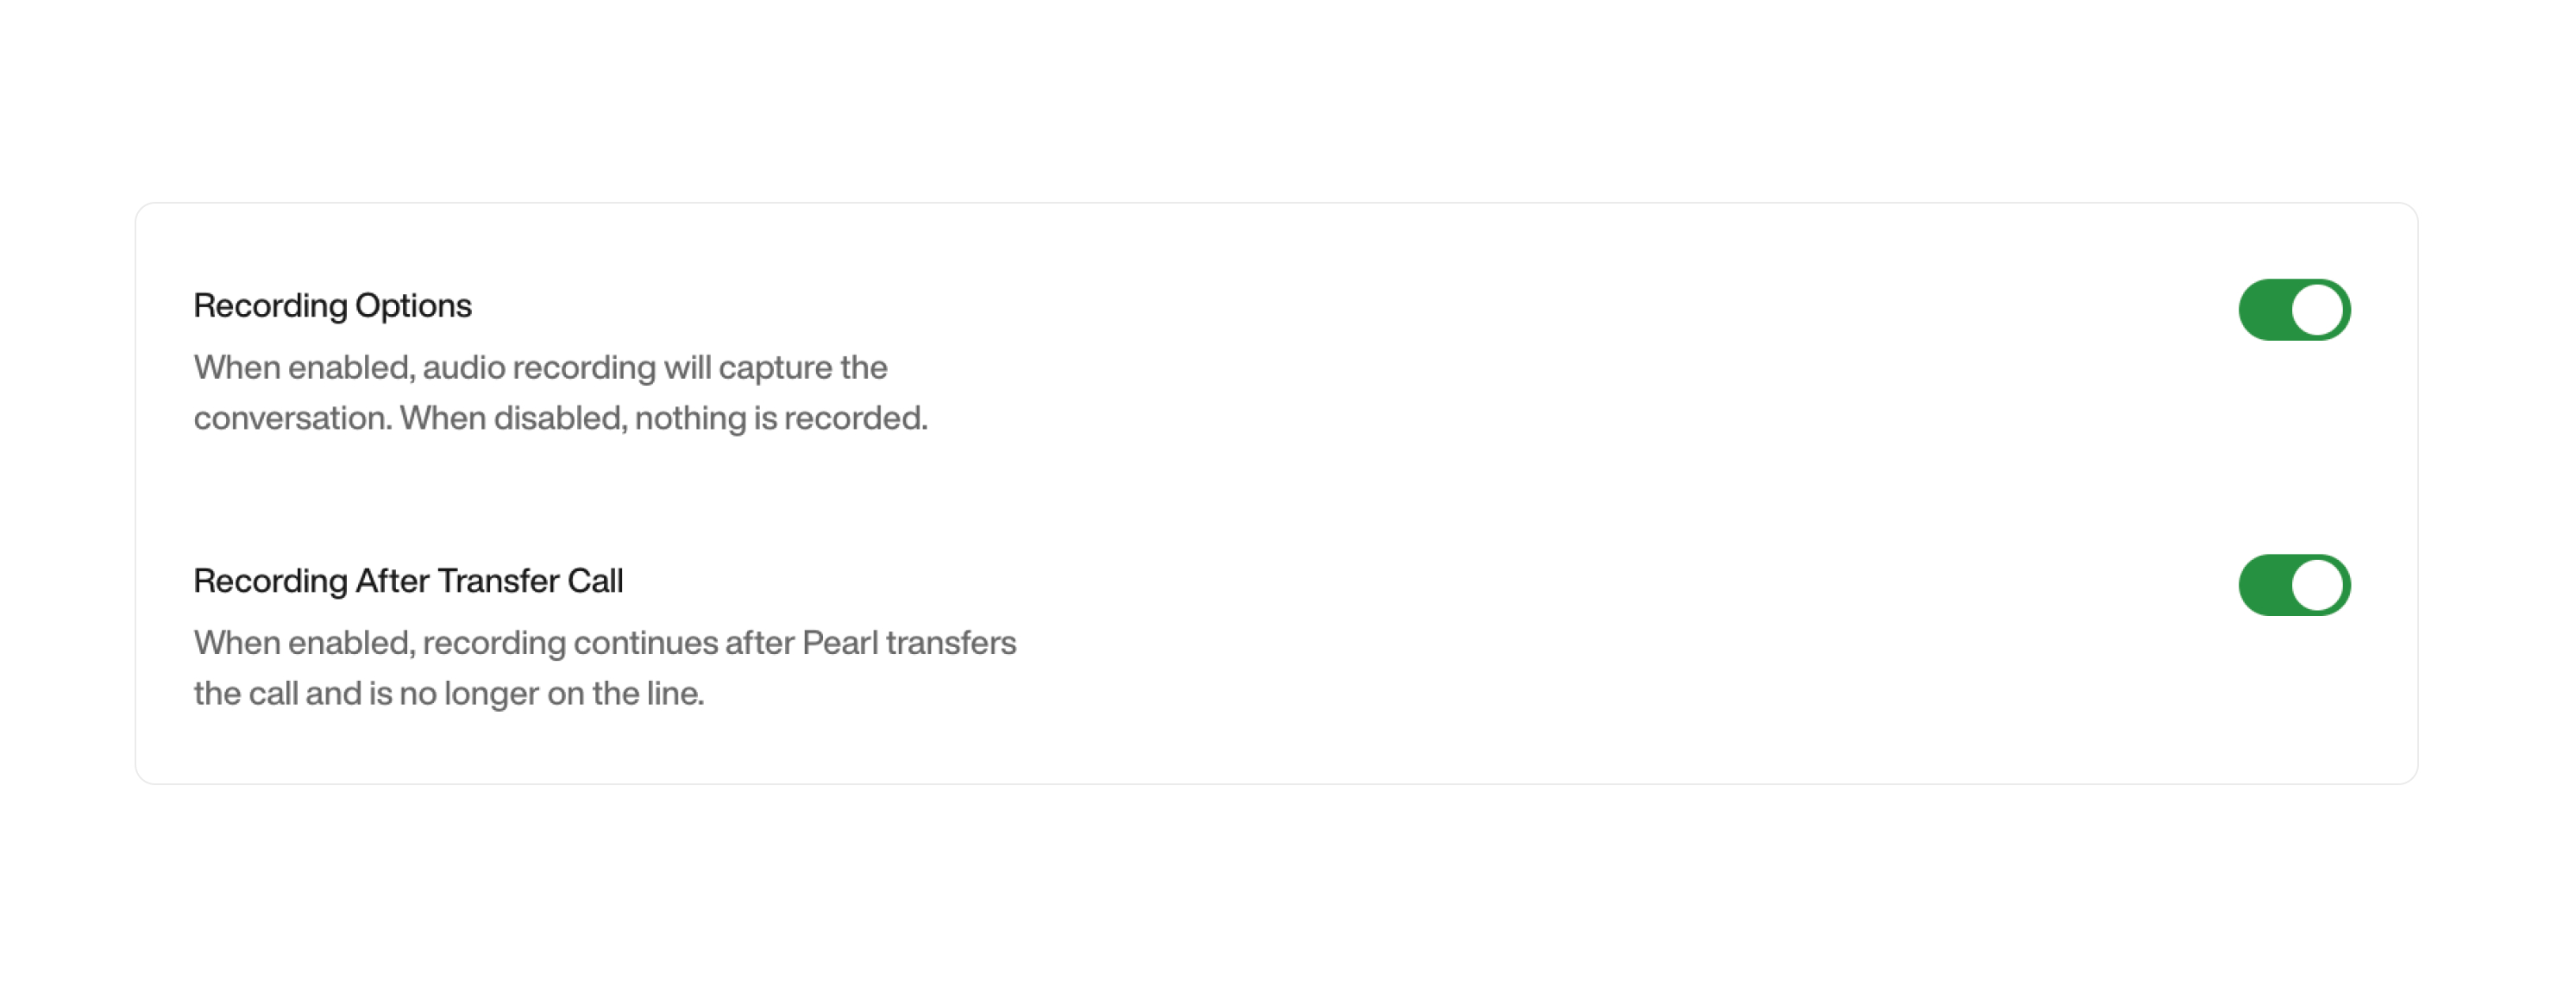 Recording Options
When enabled, audio recording will capture the
conversation. When disabled, nothing is recorded.
Recording After Transfer Call
When enabled, recording continues after Pearl transfers
the call and is no longer on the line.